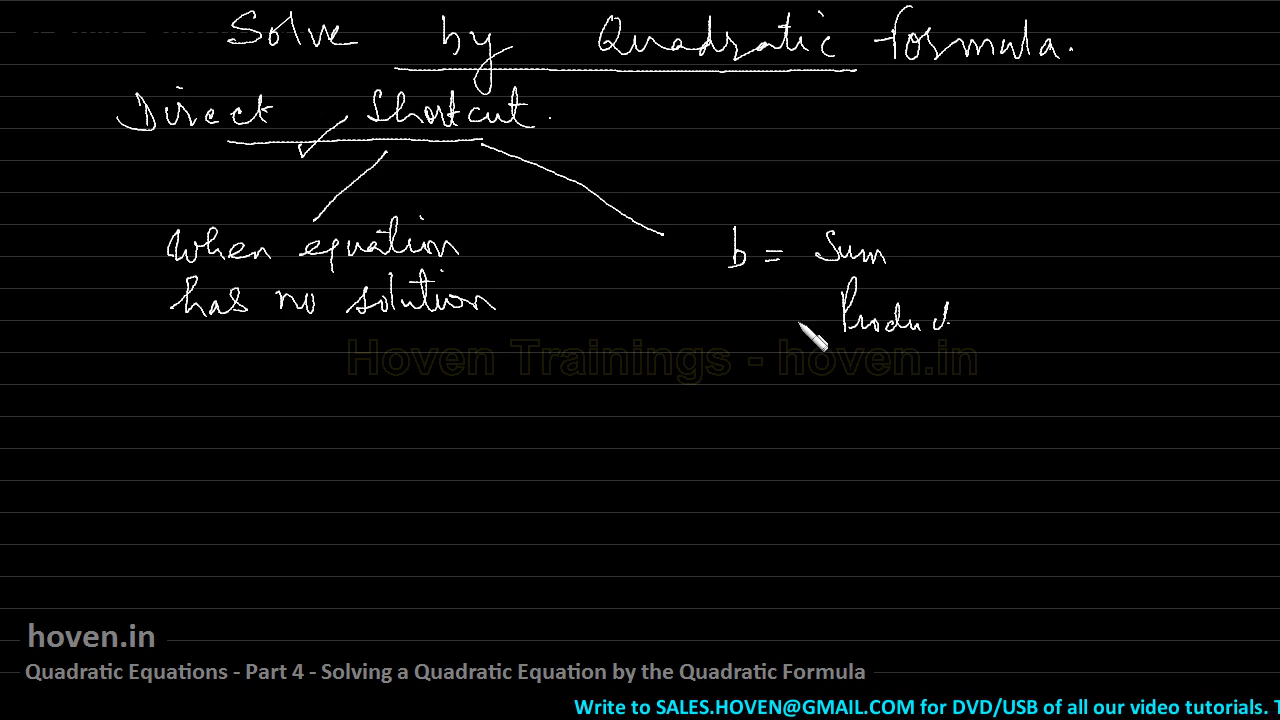 Solve by Quadratic formula.
Direct Shortcut.
When equation
has no solution
b = Sum
Product
Hoven Trainings - hoven.in
hoven.in
Quadratic Equations - Part 4 - Solving a Quadratic Equation by the Quadratic Formula
Write to SALES.HOVEN@GMAIL.COM for DVD/USB of all our video tutorials.